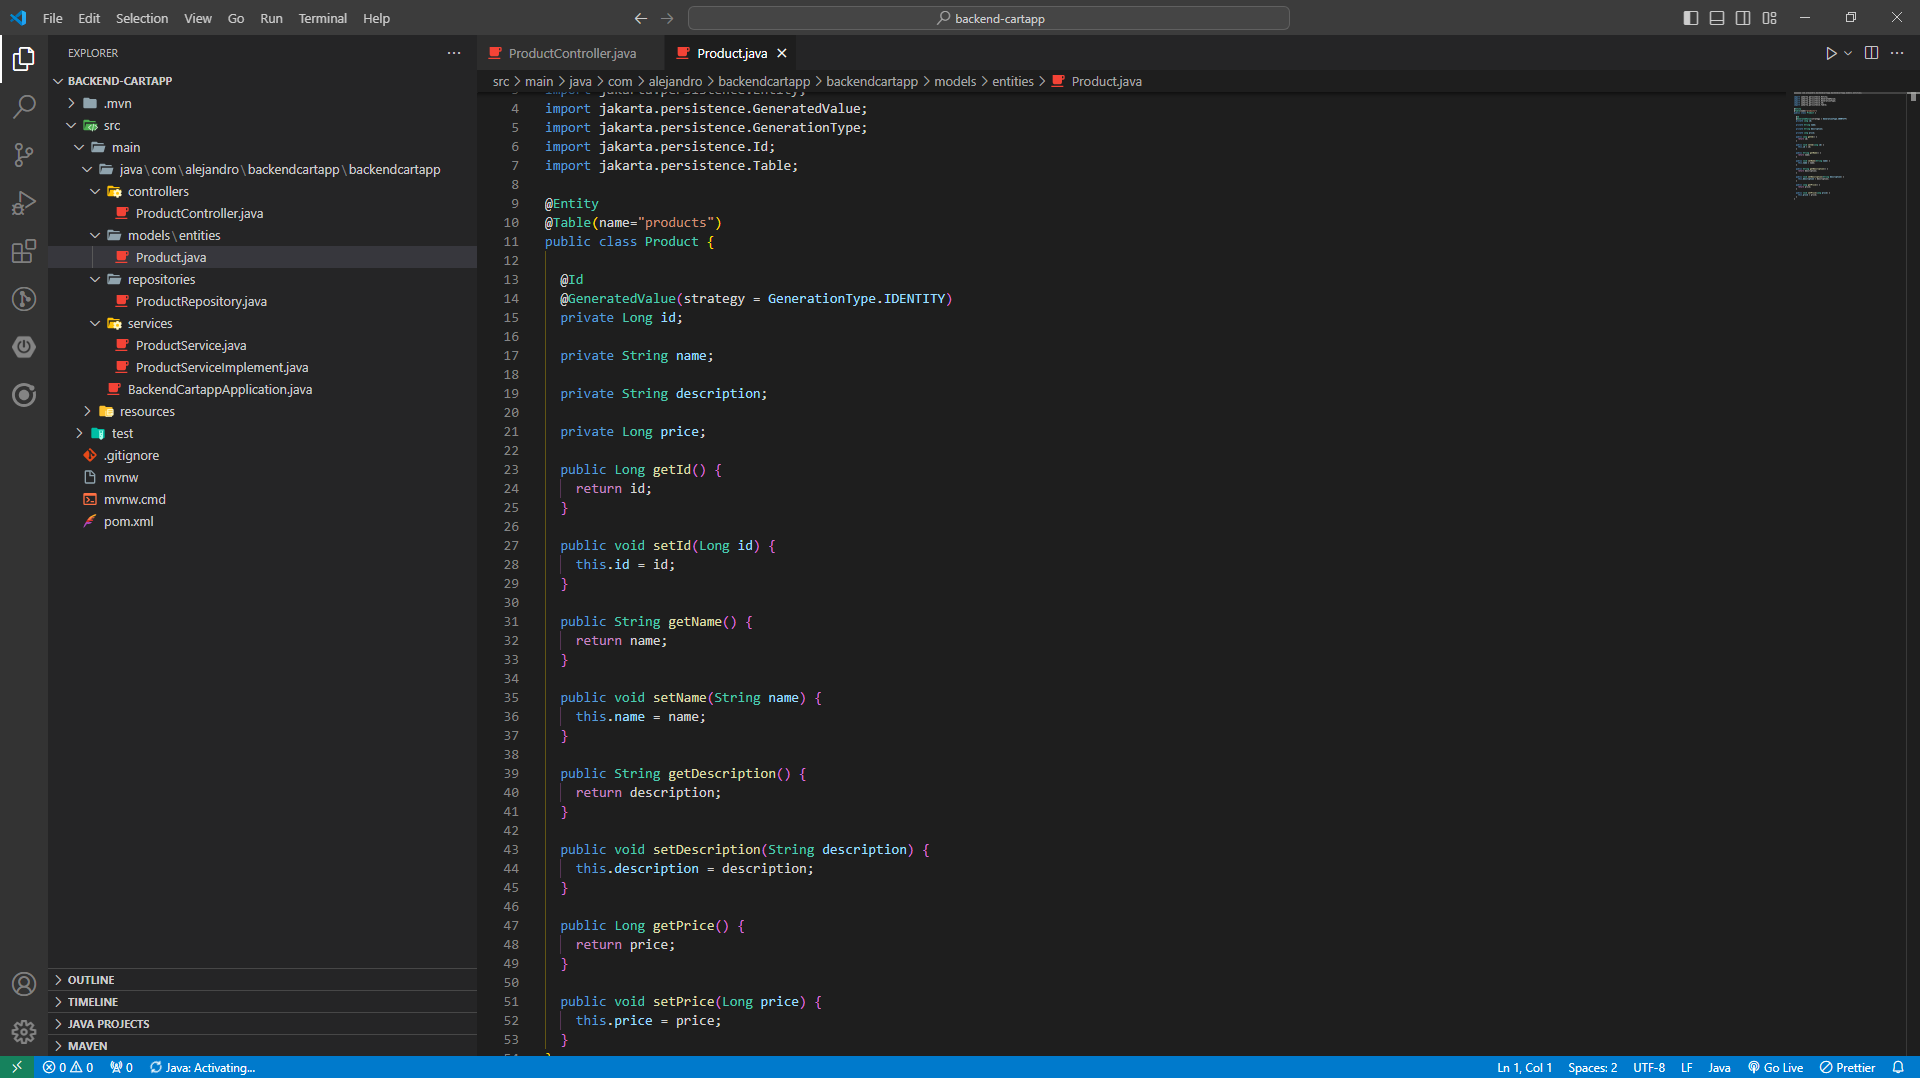 File Edit Selection View Go Run Terminal Help
backend-cartapp
EXPLORER
BACKEND-CARTAPP
.mvn
src
main
java\com\alejandro\backendcartapp\backendcartapp
controllers
ProductController.java
models\entities
Product.java
repositories
ProductRepository.java
services
ProductService.java
ProductServiceImplement.java
BackendCartappApplication.java
resources
test
.gitignore
mvnw
mvnw.cmd
pom.xml
OUTLINE
TIMELINE
JAVA PROJECTS
MAVEN
ProductController.java Product.java
src > main > java > com > alejandro > backendcartapp > backendcartapp > models > entities > Product.java
3 import jakarta.persistence.Entity;
4 import jakarta.persistence.GeneratedValue;
5 import jakarta.persistence.GenerationType;
6 import jakarta.persistence.Id;
7 import jakarta.persistence.Table;
8
9 @Entity
10 @Table(name="products")
11 public class Product {
12
13 @Id
14 @GeneratedValue(strategy = GenerationType.IDENTITY)
15 private Long id;
16
17 private String name;
18
19 private String description;
20
21 private Long price;
22
23 public Long getId() {
24 return id;
25 }
26
27 public void setId(Long id) {
28 this.id = id;
29 }
30
31 public String getName() {
32 return name;
33 }
34
35 public void setName(String name) {
36 this.name = name;
37 }
38
39 public String getDescription() {
40 return description;
41 }
42
43 public void setDescription(String description) {
44 this.description = description;
45 }
46
47 public Long getPrice() {
48 return price;
49 }
50
51 public void setPrice(Long price) {
52 this.price = price;
53 }
54 }
0 0 0 Java: Activating... Ln 1, Col 1 Spaces: 2 UTF-8 LF Java Go Live Prettier